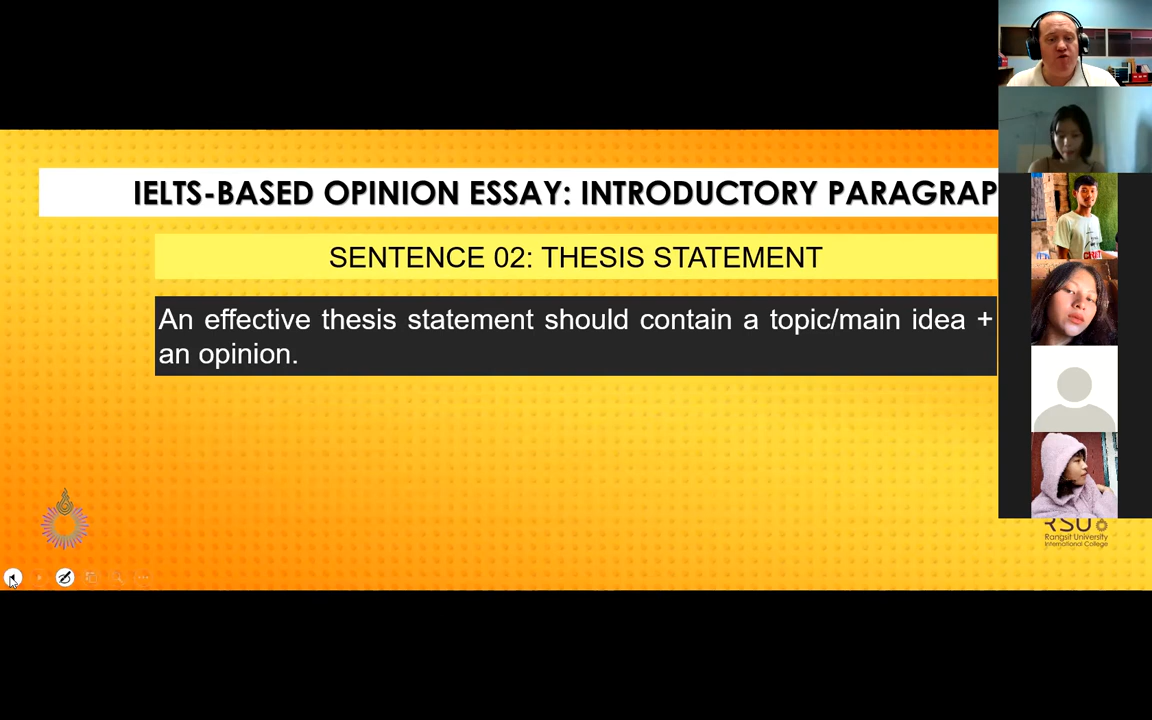 IELTS-BASED OPINION ESSAY: INTRODUCTORY PARAGRAP
SENTENCE 02: THESIS STATEMENT
An effective thesis statement should contain a topic/main idea +
an opinion.
RSU
Rangsit University
International College